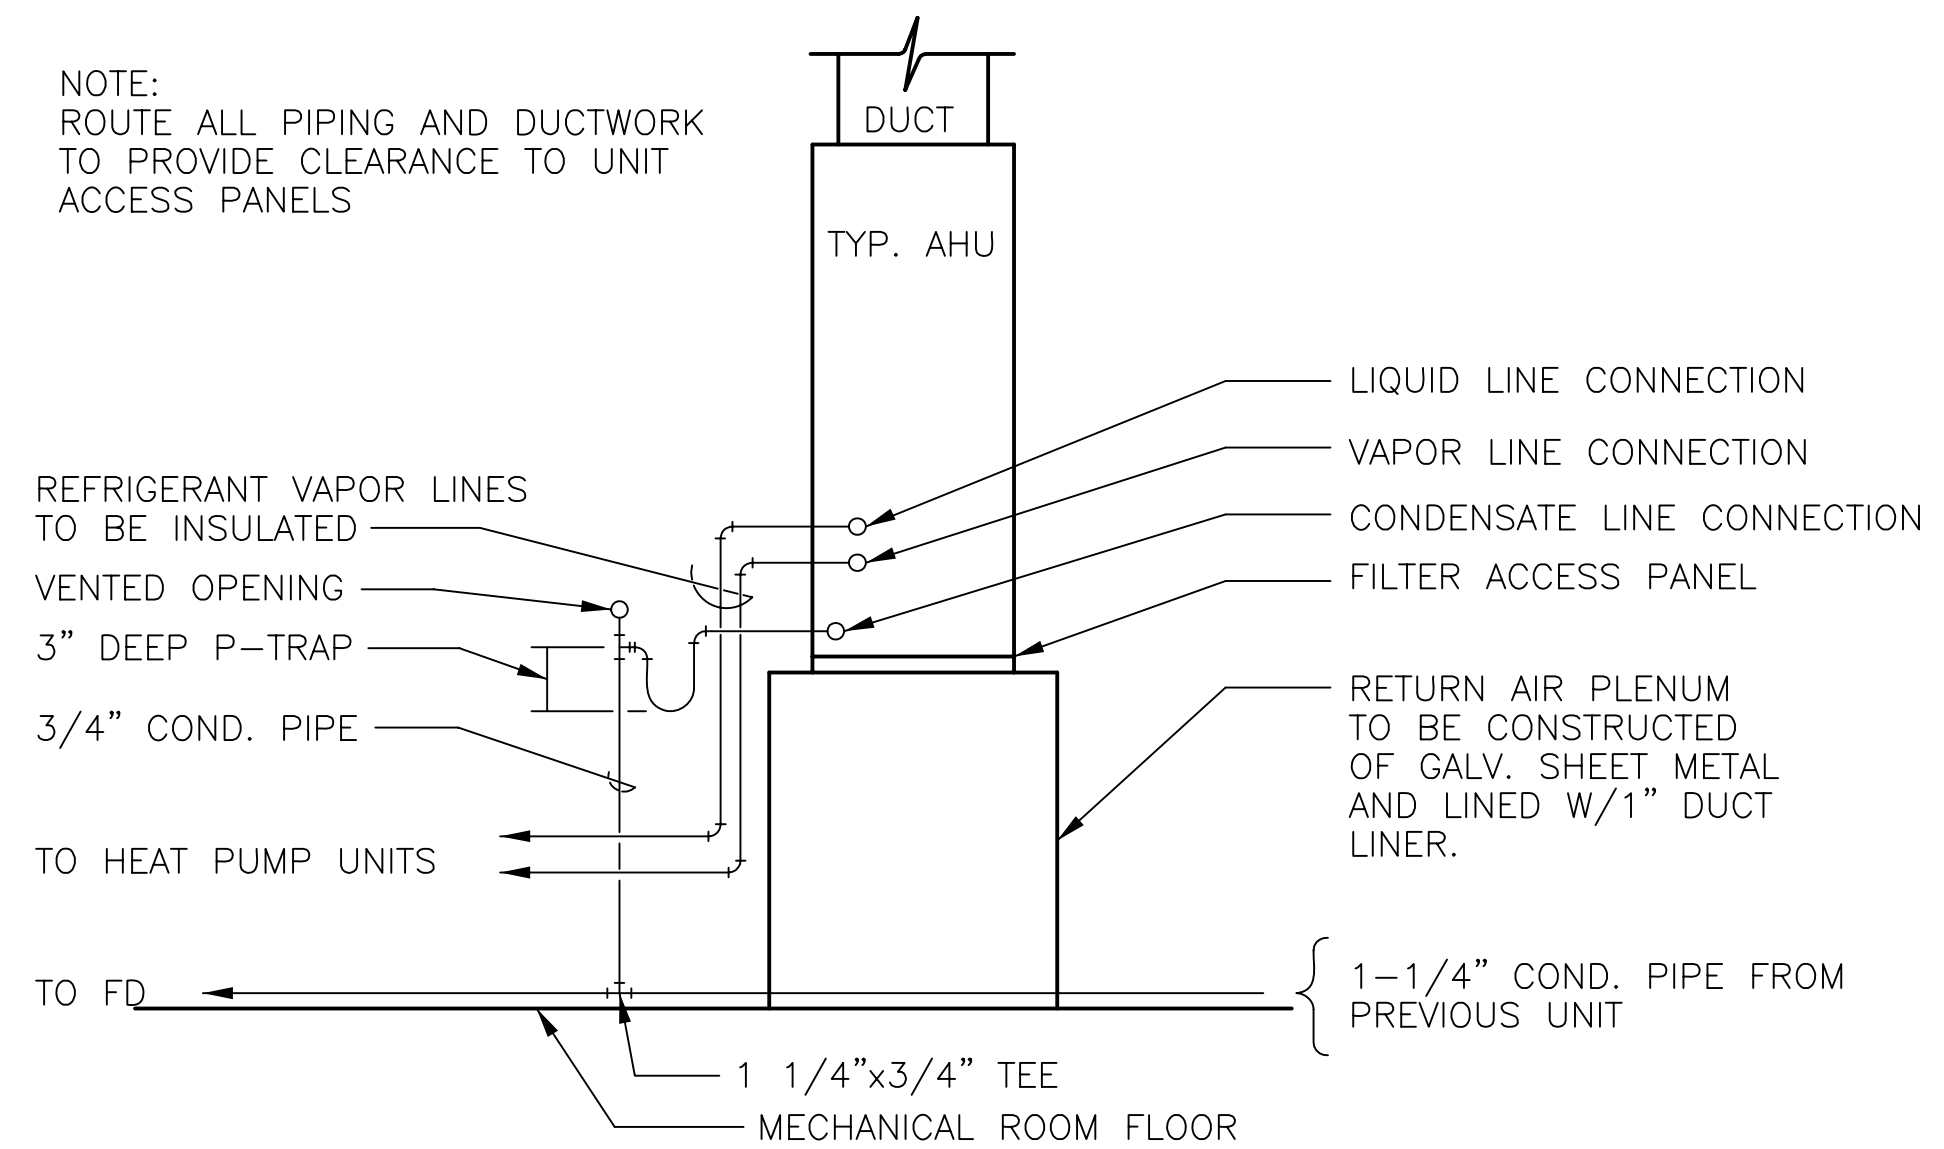 NOTE:
ROUTE ALL PIPING AND DUCTWORK
TO PROVIDE CLEARANCE TO UNIT
ACCESS PANELS
DUCT
TYP. AHU
LIQUID LINE CONNECTION
VAPOR LINE CONNECTION
CONDENSATE LINE CONNECTION
FILTER ACCESS PANEL
RETURN AIR PLENUM
TO BE CONSTRUCTED
OF GALV. SHEET METAL
AND LINED W/1" DUCT
LINER.
REFRIGERANT VAPOR LINES
TO BE INSULATED
VENTED OPENING
3" DEEP P-TRAP
3/4" COND. PIPE
TO HEAT PUMP UNITS
TO FD
1-1/4" COND. PIPE FROM
PREVIOUS UNIT
1 1/4"x3/4" TEE
MECHANICAL ROOM FLOOR